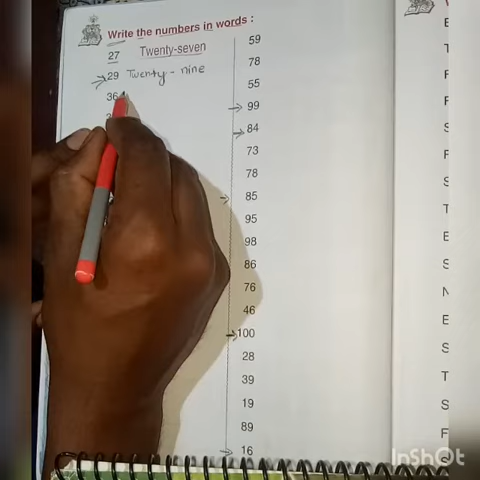 Write the numbers in words :
27 Twenty-seven
29 Twenty - nine
36
59
78
55
99
84
73
78
85
95
98
86
76
46
100
28
39
19
89
16
E
T
F
F
S
F
S
T
E
S
N
E
S
T
S
F
InShOt